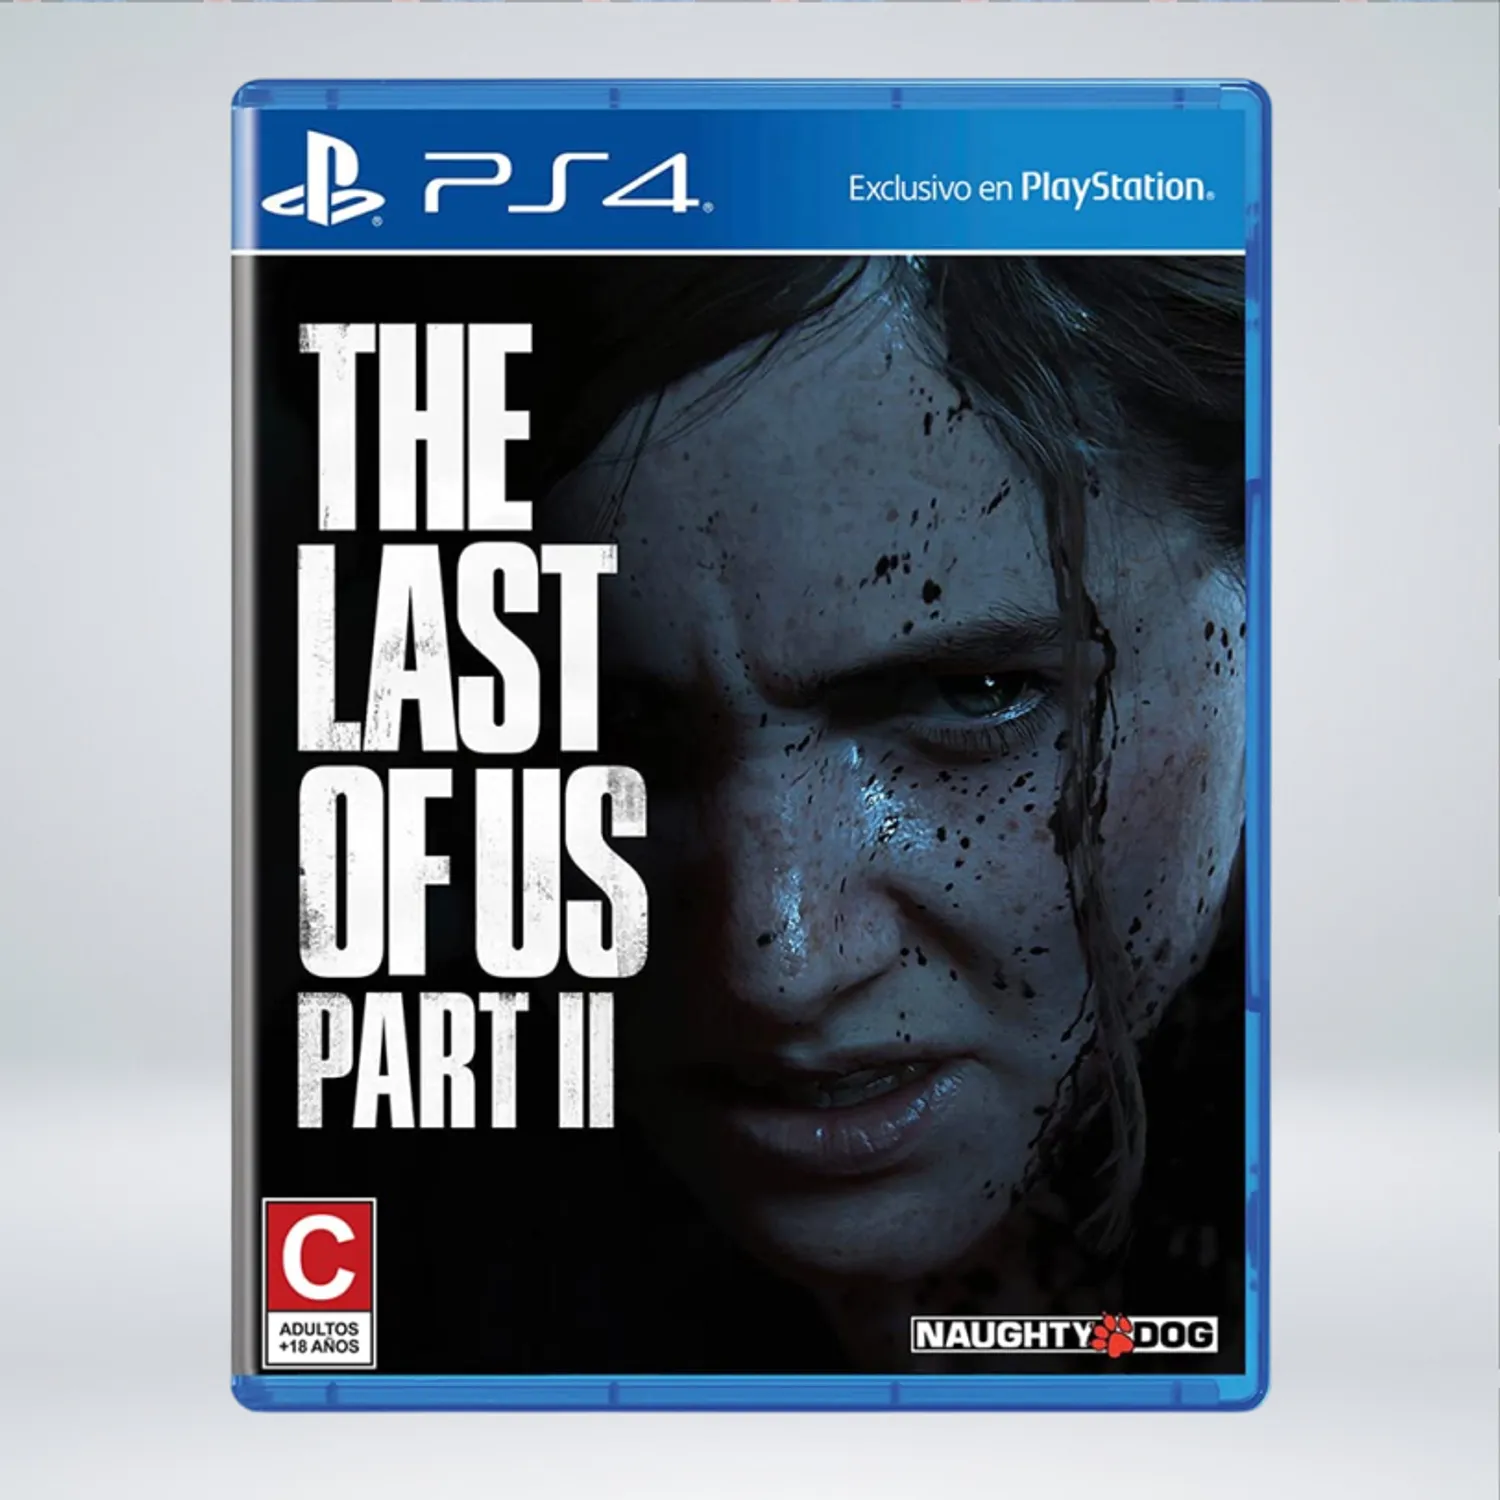 PS4
Exclusivo en PlayStation®
THE
LAST
OF US
PART II
C
ADULTOS
+18 AÑOS
NAUGHTY DOG